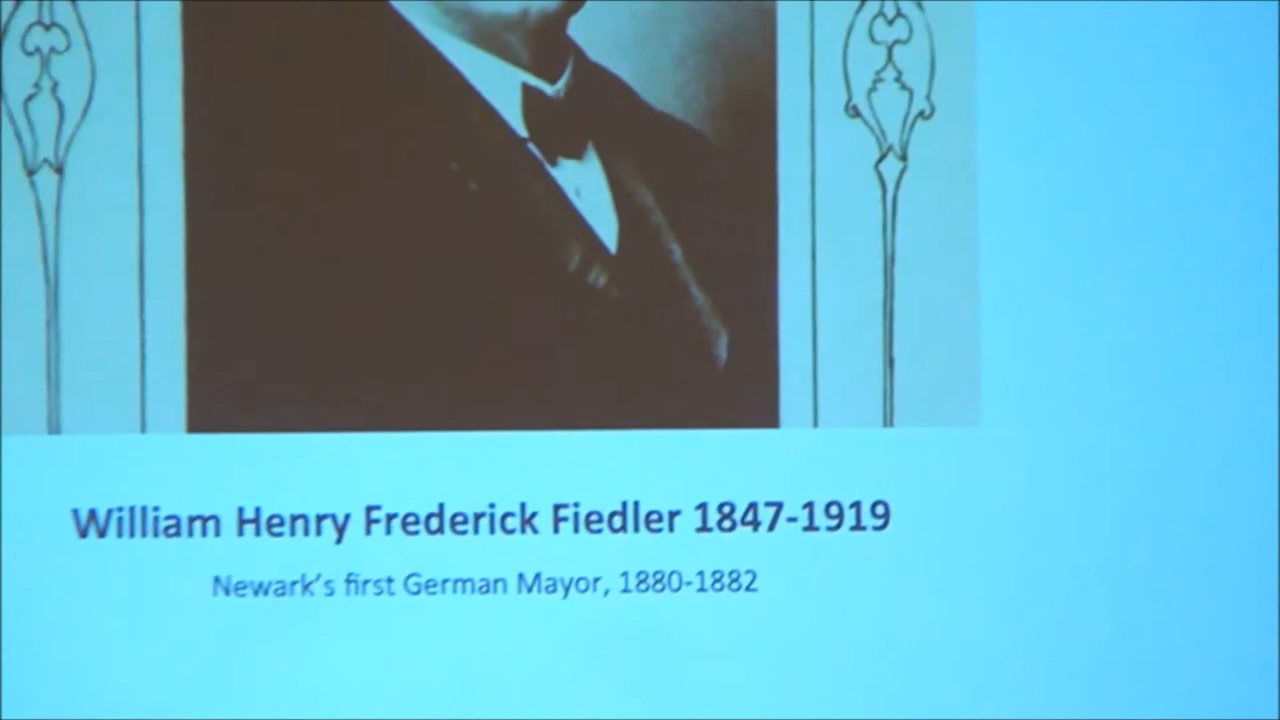 William Henry Frederick Fiedler 1847-1919
Newark's first German Mayor, 1880-1882